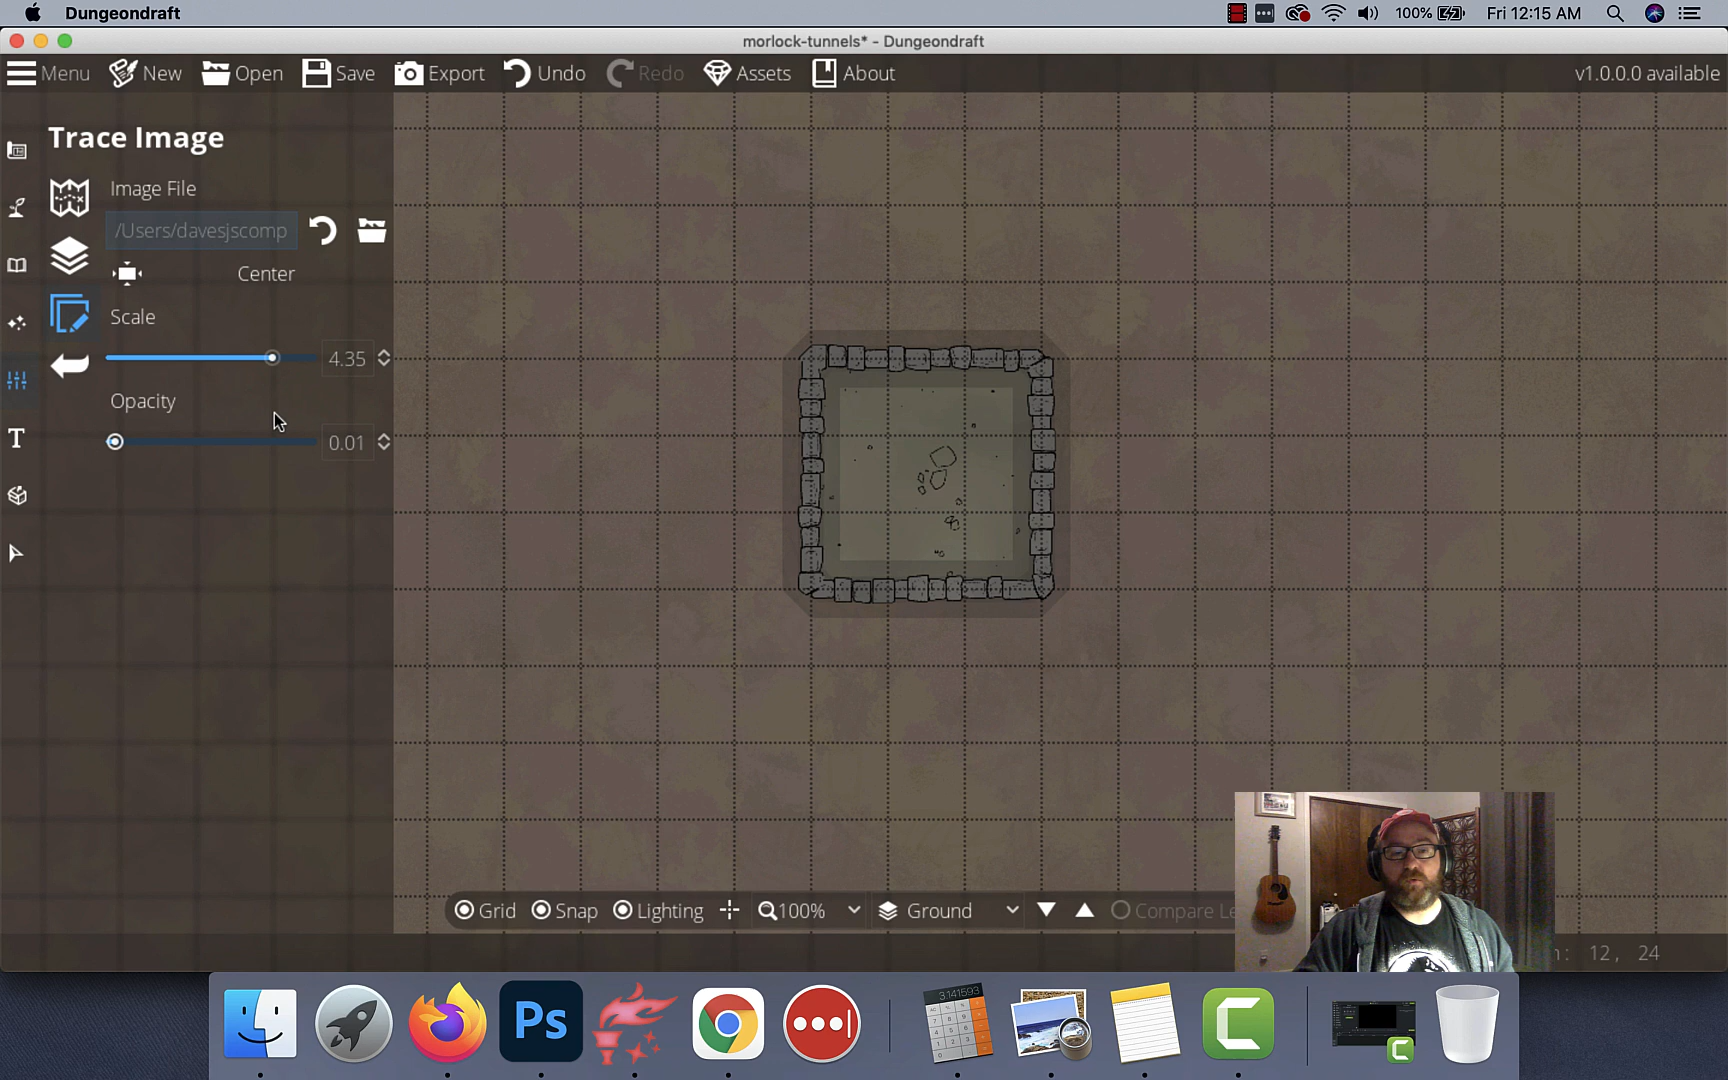 Dungeondraft 100% Fri 12:15 AM
morlock-tunnels* - Dungeondraft
Menu New Open Save Export Undo Redo Assets About v1.0.0.0 available
Trace Image
Image File
/Users/davesjscomp
Center
Scale
4.35
Opacity
0.01
T
Grid Snap Lighting 100% Ground Compare Le
: 12, 24
Ps
3.141593